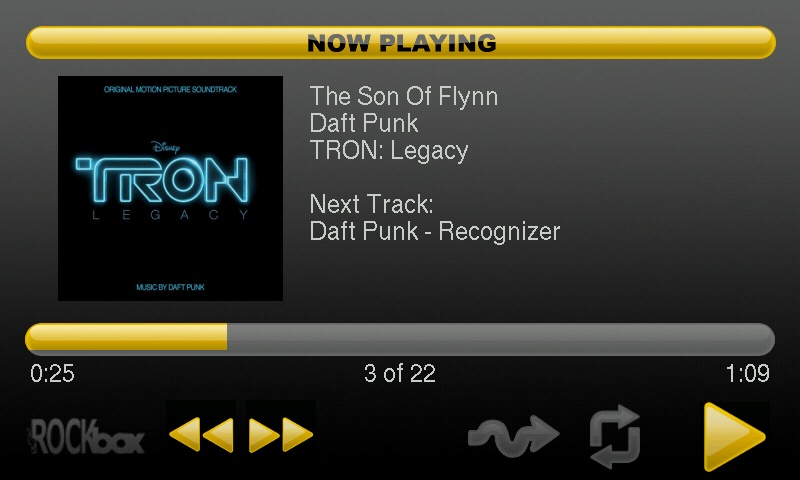 NOW PLAYING
ORIGINAL MOTION PICTURE SOUNDTRACK
Disney
TRON
LEGACY
MUSIC BY DAFT PUNK
The Son Of Flynn
Daft Punk
TRON: Legacy
Next Track:
Daft Punk - Recognizer
0:25
3 of 22
1:09
ROCKbox